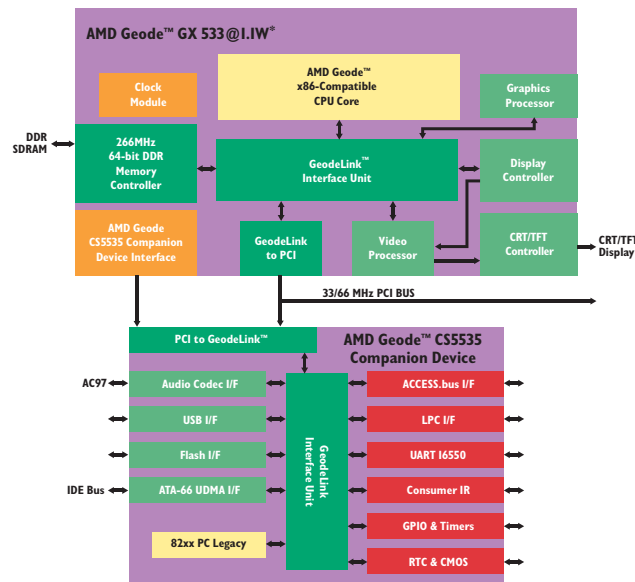 AMD Geode™ GX 533@1.1W*
AMD Geode™
x86-Compatible
CPU Core
Clock
Module
Graphics
Processor
DDR
SDRAM
266MHz
64-bit DDR
Memory
Controller
GeodeLink™
Interface Unit
Display
Controller
AMD Geode
CS5535 Companion
Device Interface
GeodeLink
to PCI
Video
Processor
CRT/TFT
Controller
CRT/TFT
Display
33/66 MHz PCI BUS
PCI to GeodeLink™
AMD Geode™ CS5535
Companion Device
AC97
Audio Codec I/F
USB I/F
Flash I/F
IDE Bus
ATA-66 UDMA I/F
82xx PC Legacy
GeodeLink
Interface Unit
ACCESS.bus I/F
LPC I/F
UART 16550
Consumer IR
GPIO & Timers
RTC & CMOS